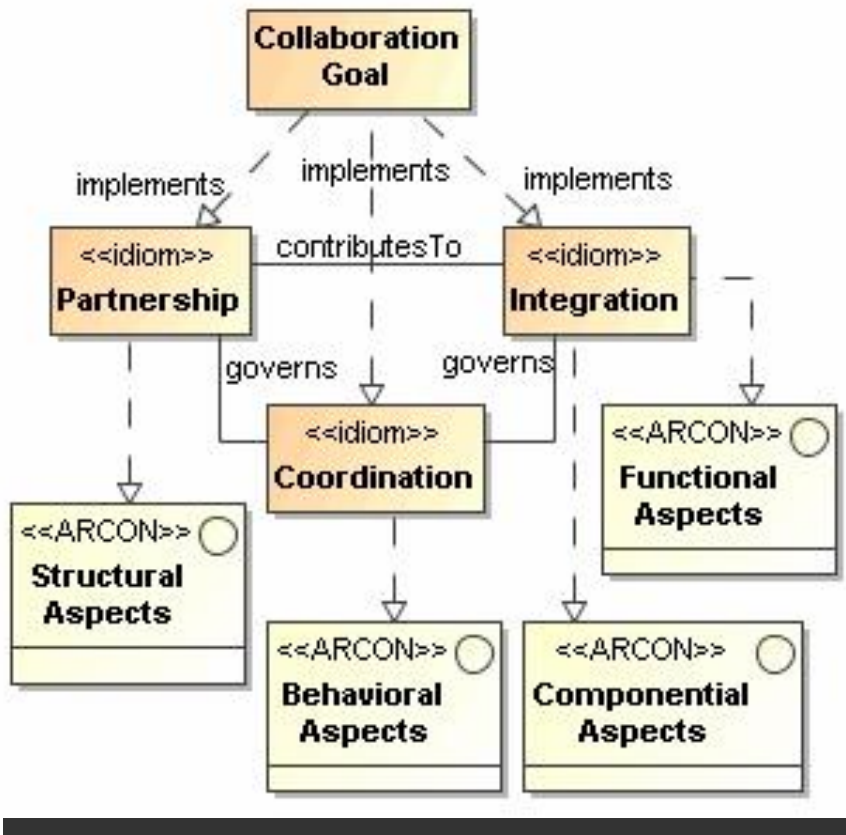 Collaboration
Goal
implements
implements
implements
<<idiom>>
Partnership
contributesTo
<<idiom>>
Integration
governs
governs
<<idiom>>
Coordination
<<ARCON>>
Functional
Aspects
<<ARCON>>
Structural
Aspects
<<ARCON>>
Behavioral
Aspects
<<ARCON>>
Componential
Aspects